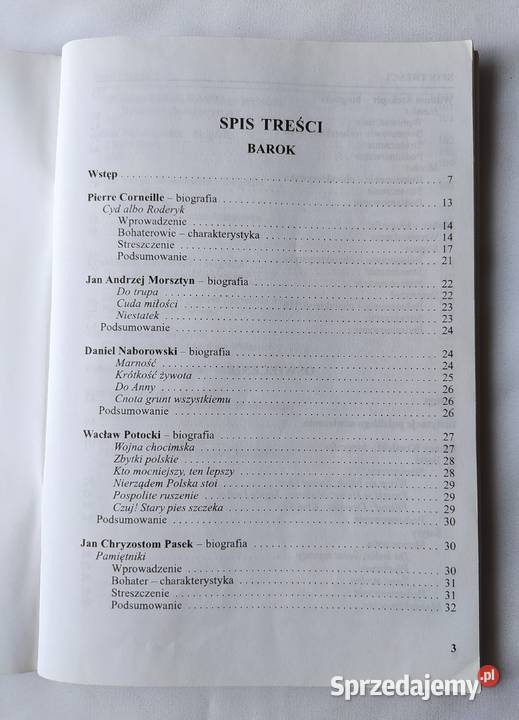 SPIS TREŚCI
BAROK
Wstęp 7
Pierre Corneille – biografia 13
Cyd albo Roderyk
Wprowadzenie 14
Bohaterowie – charakterystyka 14
Streszczenie 17
Podsumowanie 21
Jan Andrzej Morsztyn – biografia 22
Do trupa 22
Cuda miłości 23
Niestatek 23
Podsumowanie 24
Daniel Naborowski – biografia 24
Marność 24
Krótkość żywota 25
Do Anny 26
Cnota grunt wszystkiemu 26
Podsumowanie 26
Wacław Potocki – biografia 27
Wojna chocimska 27
Zbytki polskie 28
Kto mocniejszy, ten lepszy 28
Nierządem Polska stoi 29
Pospolite ruszenie 29
Czuj! Stary pies szczeka 29
Podsumowanie 30
Jan Chryzostom Pasek – biografia 30
Pamiętniki
Wprowadzenie 30
Bohater – charakterystyka 31
Streszczenie 31
Podsumowanie 32
3
Sprzedajemy.pl